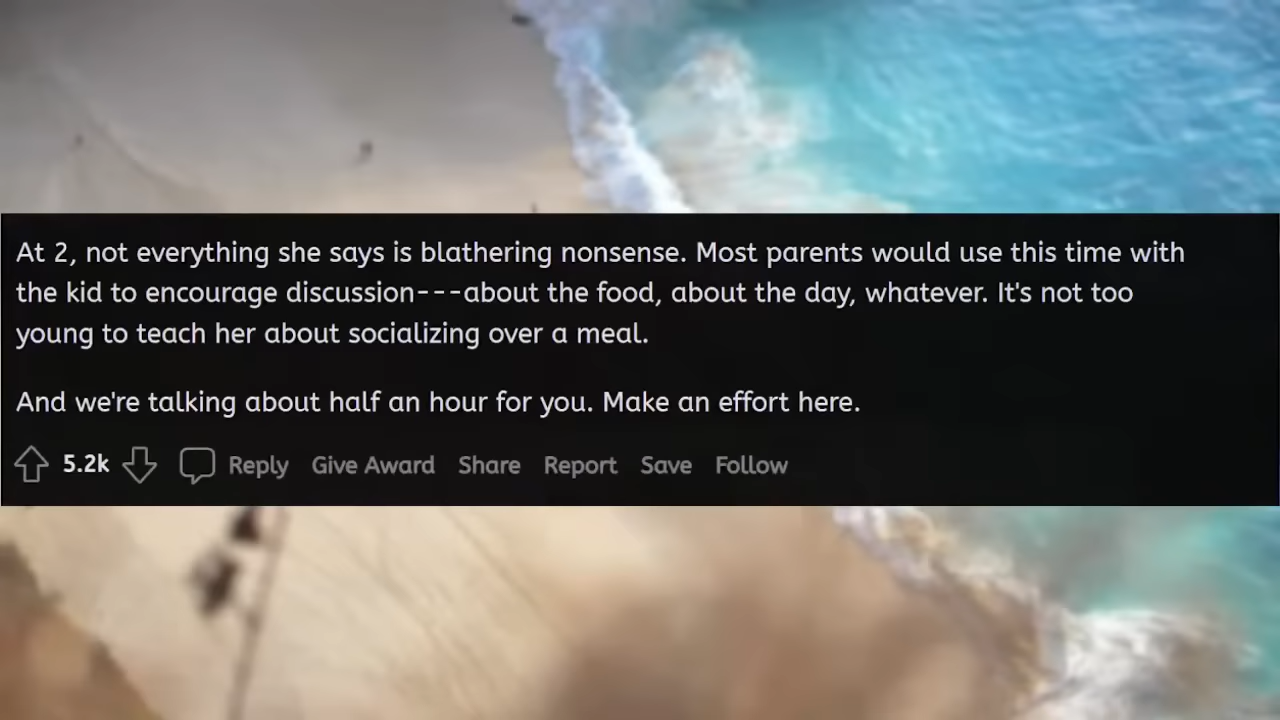 At 2, not everything she says is blathering nonsense. Most parents would use this time with
the kid to encourage discussion---about the food, about the day, whatever. It's not too
young to teach her about socializing over a meal.
And we're talking about half an hour for you. Make an effort here.
5.2k Reply Give Award Share Report Save Follow